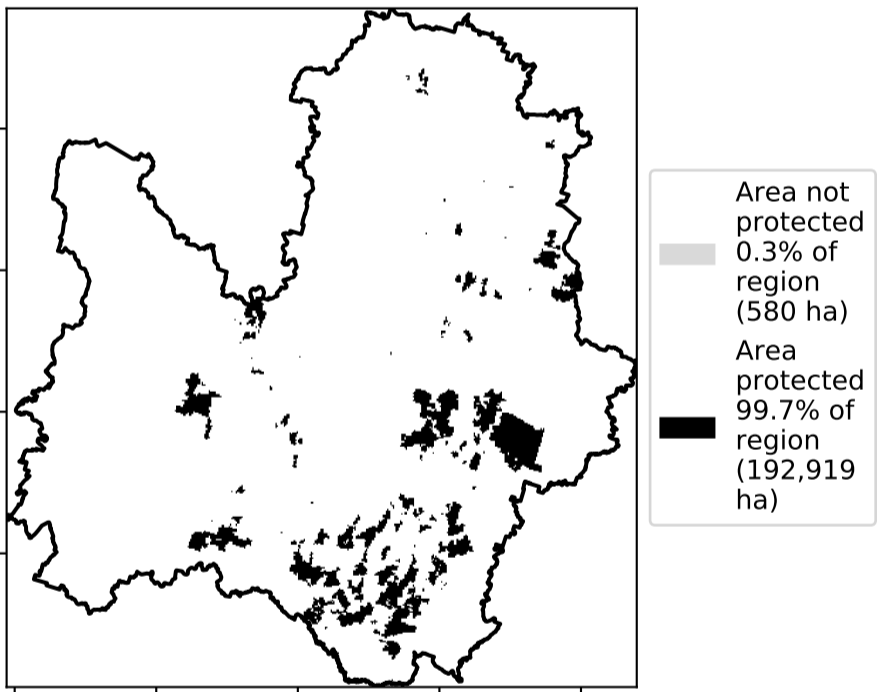 Area not
protected
0.3% of
region
(580 ha)
Area
protected
99.7% of
region
(192,919
ha)